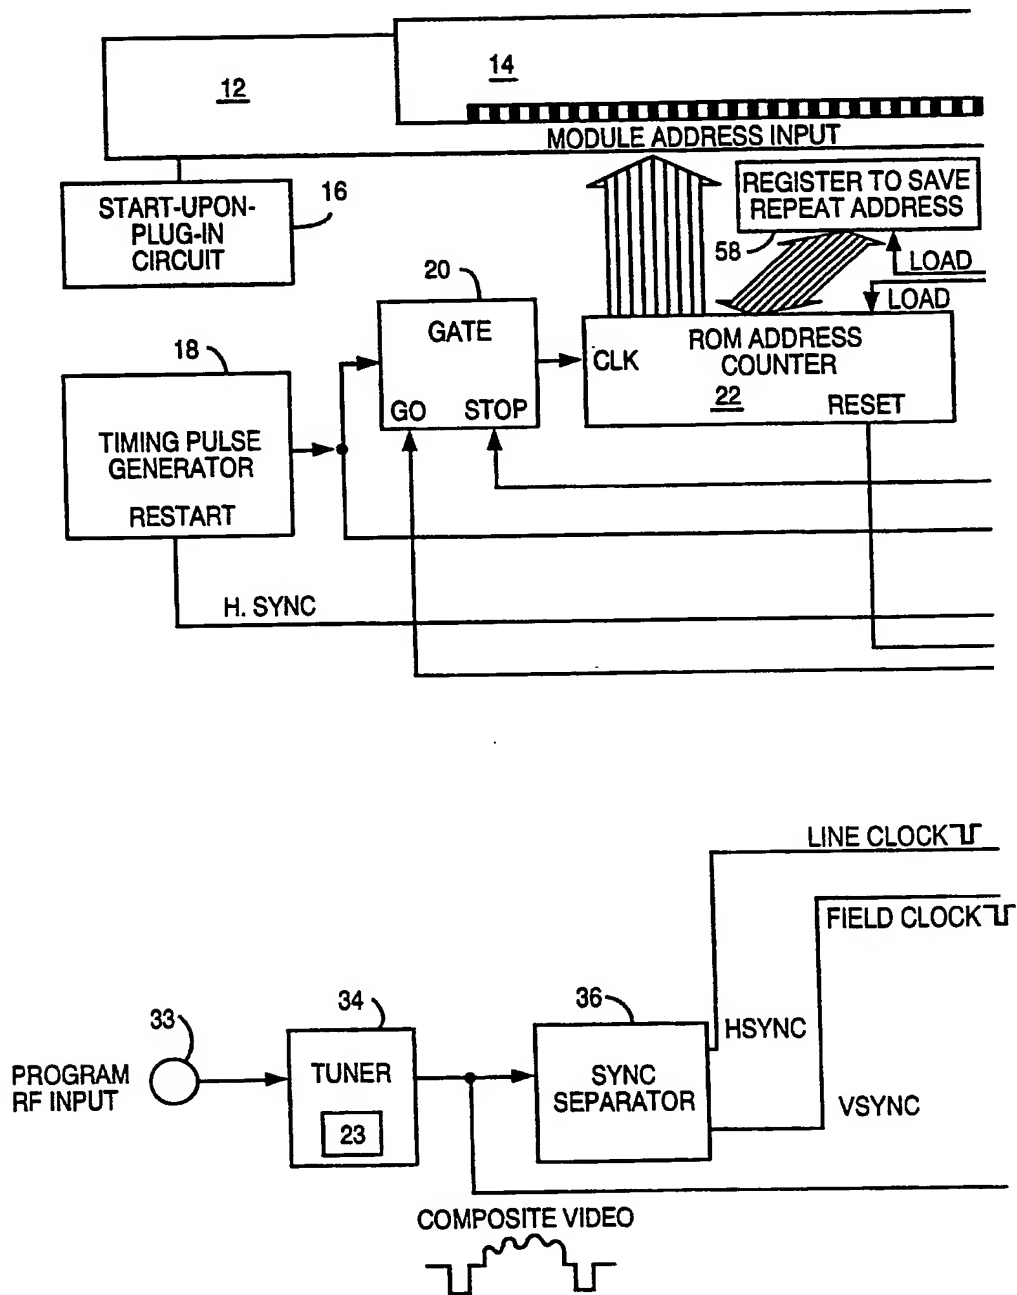 12
14
MODULE ADDRESS INPUT
START-UPON-
PLUG-IN
CIRCUIT
16
REGISTER TO SAVE
REPEAT ADDRESS
58
LOAD
LOAD
20
GATE
GO STOP
CLK
ROM ADDRESS
COUNTER
22
RESET
18
TIMING PULSE
GENERATOR
RESTART
H. SYNC
LINE CLOCK
FIELD CLOCK
33
PROGRAM
RF INPUT
34
TUNER
23
36
SYNC
SEPARATOR
HSYNC
VSYNC
COMPOSITE VIDEO